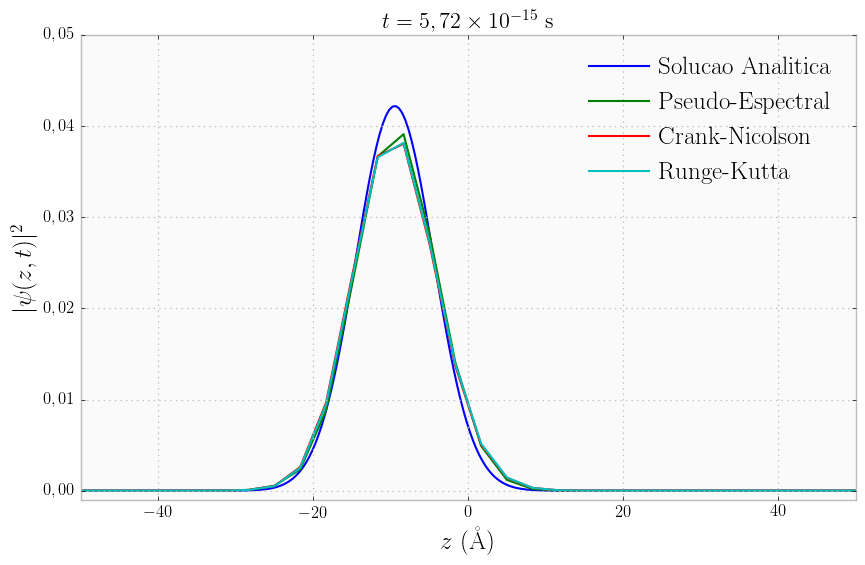 t = 5,72 × 10⁻¹⁵ s
0,05
0,04
0,03
0,02
0,01
0,00
|ψ(z, t)|²
Solucao Analitica
Pseudo-Espectral
Crank-Nicolson
Runge-Kutta
−40 −20 0 20 40
z (Å)